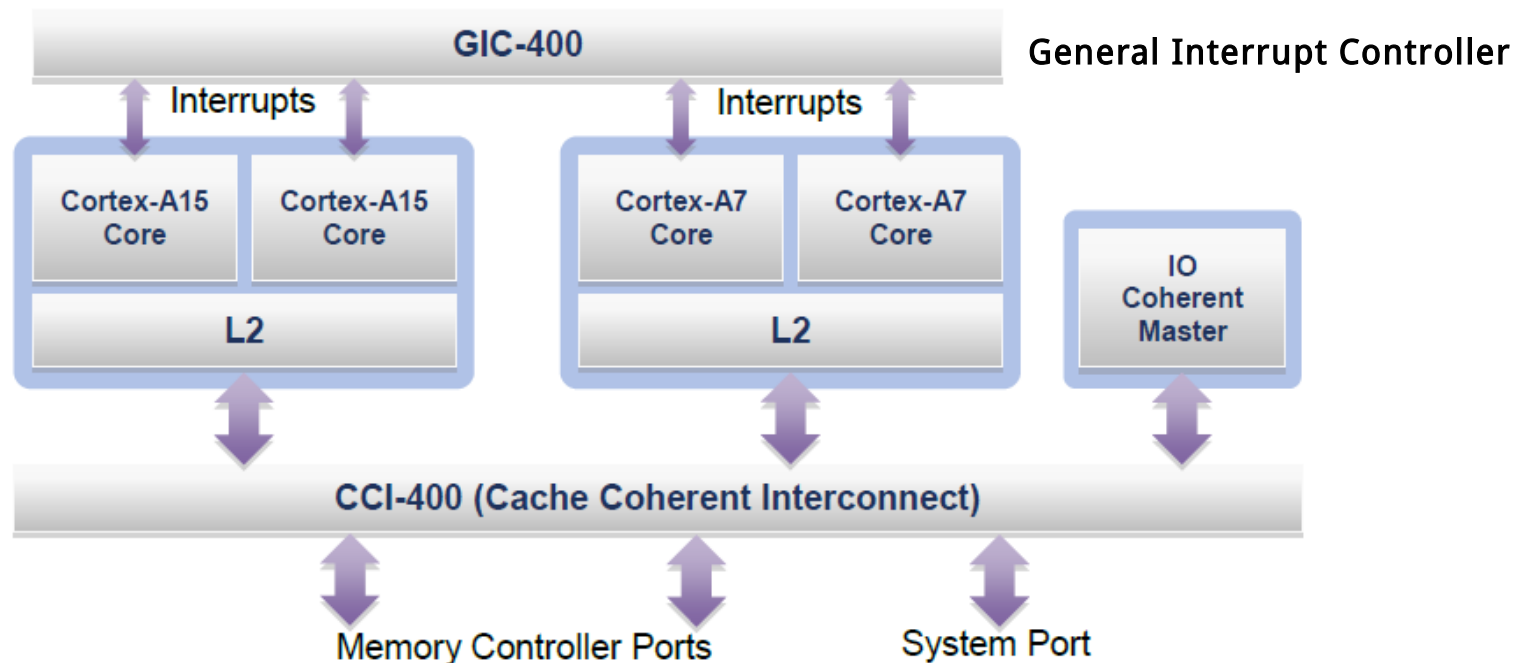 GIC-400
General Interrupt Controller
Interrupts
Interrupts
Cortex-A15
Core
Cortex-A15
Core
Cortex-A7
Core
Cortex-A7
Core
IO
Coherent
Master
L2
L2
CCI-400 (Cache Coherent Interconnect)
Memory Controller Ports
System Port